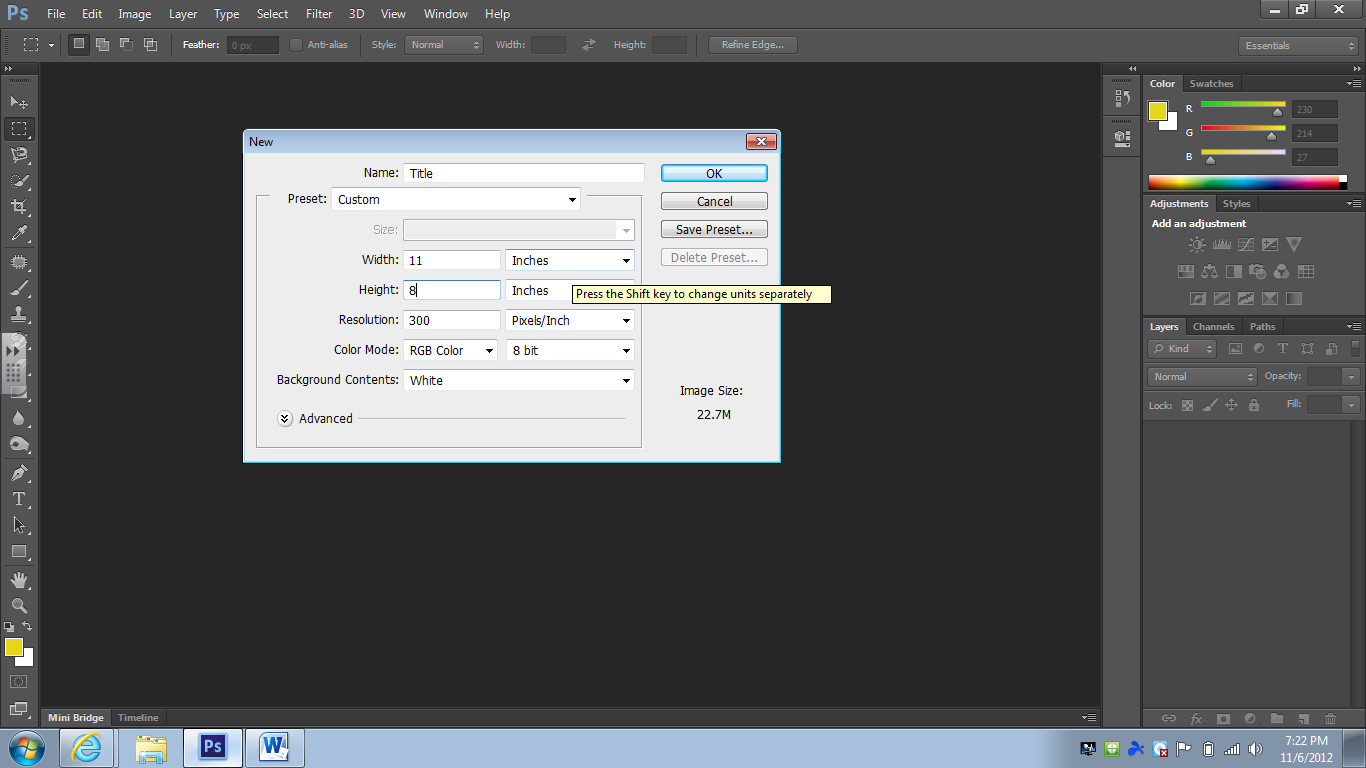 Ps File Edit Image Layer Type Select Filter 3D View Window Help
Feather: 0 px Anti-alias Style: Normal Width: Height: Refine Edge... Essentials
Color Swatches
R 230
G 214
B 27
Adjustments Styles
Add an adjustment
Layers Channels Paths
Kind
Normal Opacity:
Lock: Fill:
New
Name: Title
Preset: Custom
Size:
Width: 11 Inches
Height: 8 Inches
Press the Shift key to change units separately
Resolution: 300 Pixels/Inch
Color Mode: RGB Color 8 bit
Background Contents: White
Advanced
OK
Cancel
Save Preset...
Delete Preset...
Image Size:
22.7M
T
Mini Bridge Timeline
fx
Ps W
7:22 PM
11/6/2012